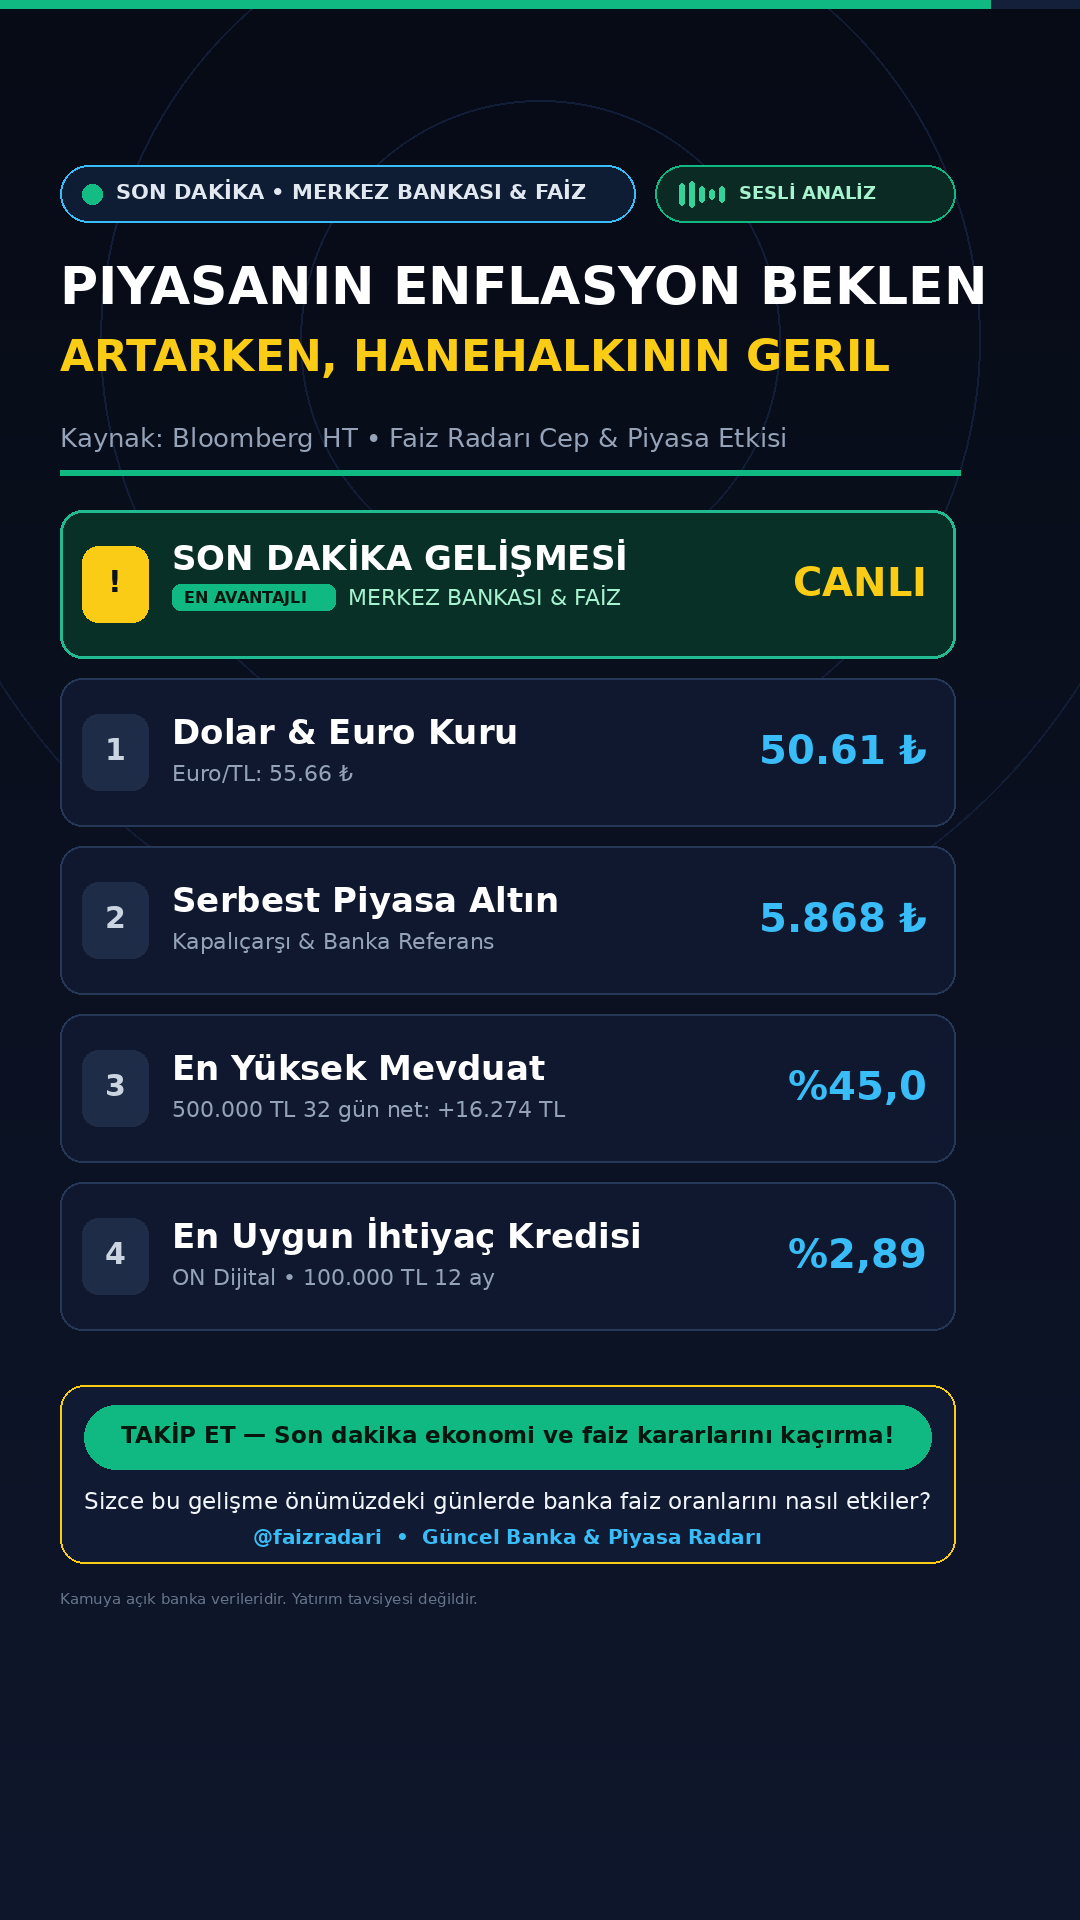 SON DAKİKA • MERKEZ BANKASI & FAİZ
SESLİ ANALİZ
PIYASANIN ENFLASYON BEKLEN
ARTARKEN, HANEHALKININ GERIL
Kaynak: Bloomberg HT • Faiz Radarı Cep & Piyasa Etkisi
!
SON DAKİKA GELİŞMESİ
EN AVANTAJLI
MERKEZ BANKASI & FAİZ
CANLI
1
Dolar & Euro Kuru
Euro/TL: 55.66 ₺
50.61 ₺
2
Serbest Piyasa Altın
Kapalıçarşı & Banka Referans
5.868 ₺
3
En Yüksek Mevduat
500.000 TL 32 gün net: +16.274 TL
%45,0
4
En Uygun İhtiyaç Kredisi
ON Dijital • 100.000 TL 12 ay
%2,89
TAKİP ET — Son dakika ekonomi ve faiz kararlarını kaçırma!
Sizce bu gelişme önümüzdeki günlerde banka faiz oranlarını nasıl etkiler?
@faizradari • Güncel Banka & Piyasa Radarı
Kamuya açık banka verileridir. Yatırım tavsiyesi değildir.